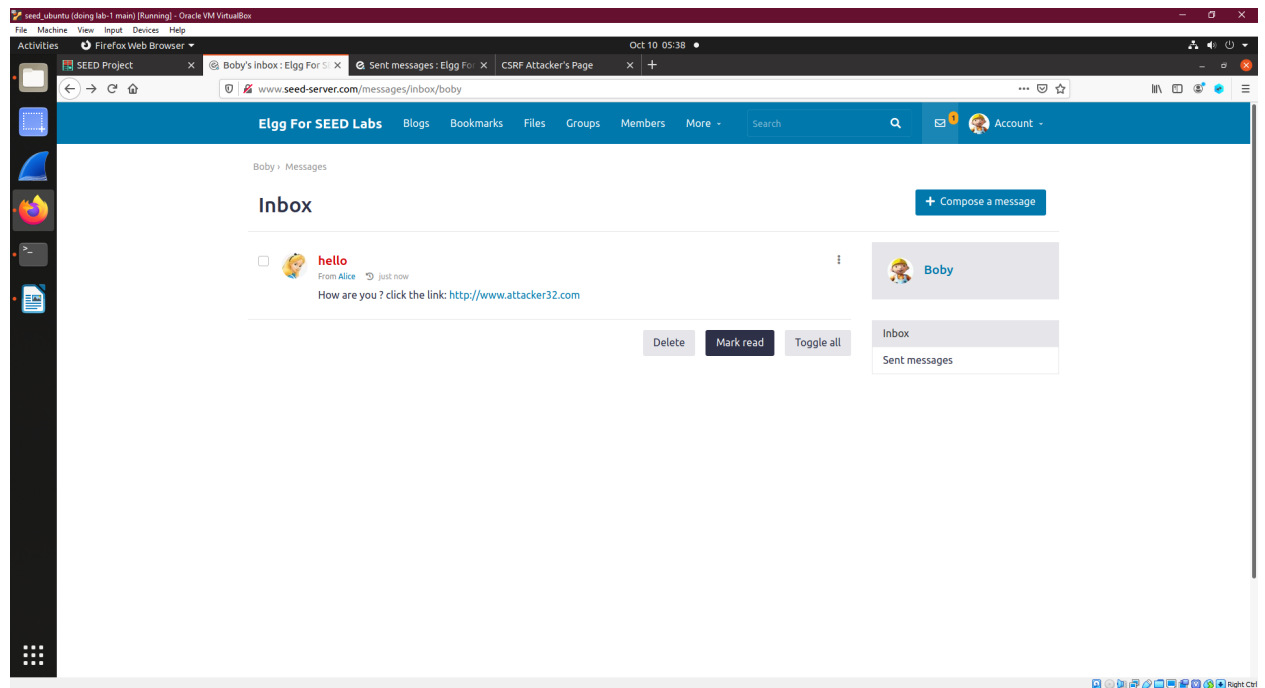 seed_ubuntu (doing lab-1 main) [Running] - Oracle VM VirtualBox
File Machine View Input Devices Help
Activities Firefox Web Browser Oct 10 05:38
SEED Project Boby's inbox : Elgg For S Sent messages : Elgg Fo CSRF Attacker's Page
www.seed-server.com/messages/inbox/boby
Elgg For SEED Labs Blogs Bookmarks Files Groups Members More Search 1 Account
Boby › Messages
Inbox + Compose a message
hello
From Alice just now
How are you ? click the link: http://www.attacker32.com
Boby
Delete Mark read Toggle all
Inbox
Sent messages
Right Ctrl